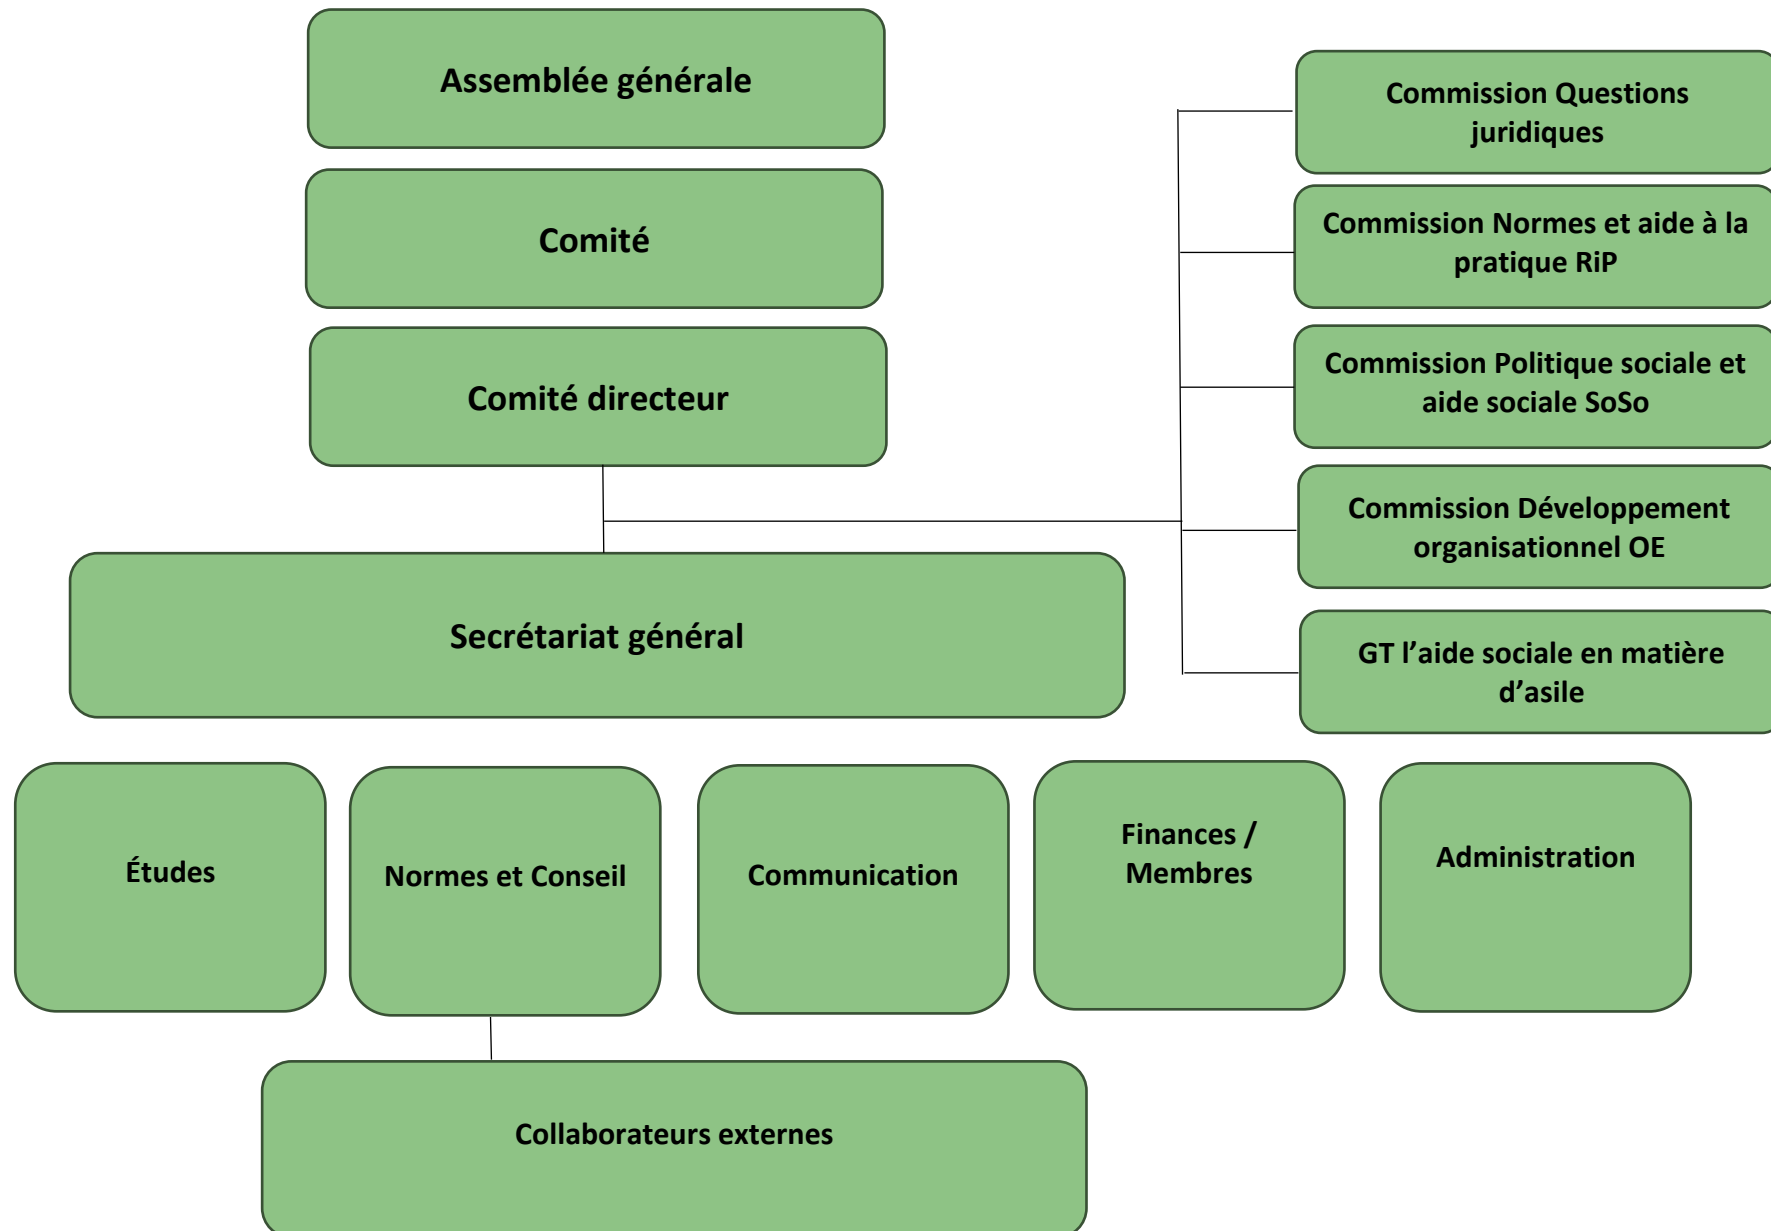 Assemblée générale
Comité
Comité directeur
Secrétariat général
Commission Questions
juridiques
Commission Normes et aide à la
pratique RiP
Commission Politique sociale et
aide sociale SoSo
Commission Développement
organisationnel OE
GT l’aide sociale en matière
d’asile
Études
Normes et Conseil
Communication
Finances /
Membres
Administration
Collaborateurs externes